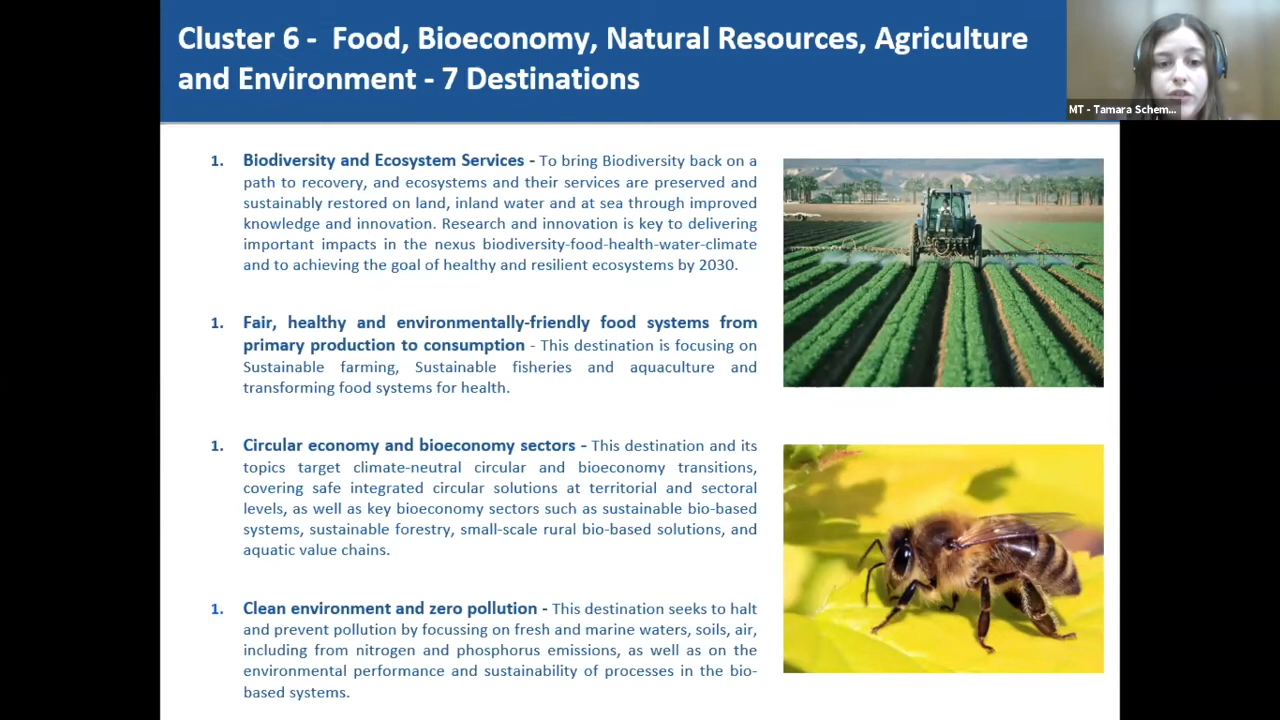 Cluster 6 - Food, Bioeconomy, Natural Resources, Agriculture
and Environment - 7 Destinations
MT - Tamara Schem...
1. Biodiversity and Ecosystem Services - To bring Biodiversity back on a
path to recovery, and ecosystems and their services are preserved and
sustainably restored on land, inland water and at sea through improved
knowledge and innovation. Research and innovation is key to delivering
important impacts in the nexus biodiversity-food-health-water-climate
and to achieving the goal of healthy and resilient ecosystems by 2030.
1. Fair, healthy and environmentally-friendly food systems from
primary production to consumption - This destination is focusing on
Sustainable farming, Sustainable fisheries and aquaculture and
transforming food systems for health.
1. Circular economy and bioeconomy sectors - This destination and its
topics target climate-neutral circular and bioeconomy transitions,
covering safe integrated circular solutions at territorial and sectoral
levels, as well as key bioeconomy sectors such as sustainable bio-based
systems, sustainable forestry, small-scale rural bio-based solutions, and
aquatic value chains.
1. Clean environment and zero pollution - This destination seeks to halt
and prevent pollution by focussing on fresh and marine waters, soils, air,
including from nitrogen and phosphorus emissions, as well as on the
environmental performance and sustainability of processes in the bio-
based systems.